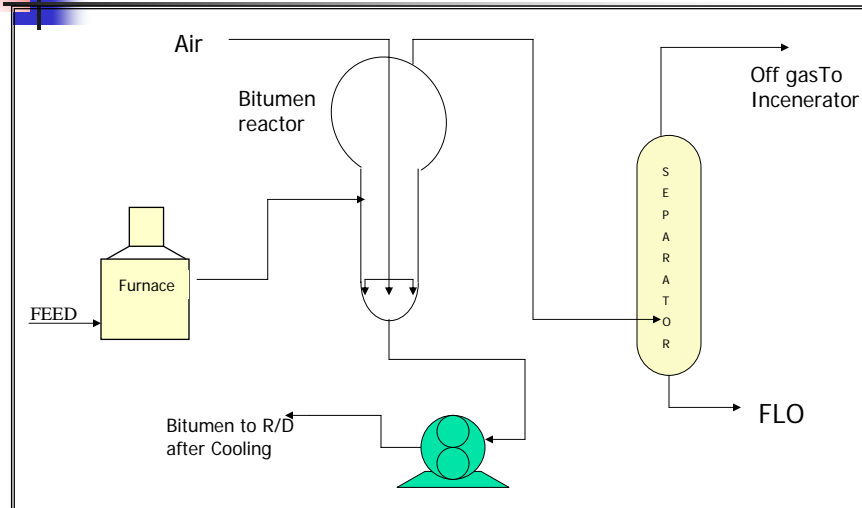 Air
Bitumen
reactor
Off gasTo
Incenerator
Furnace
FEED
S
E
P
A
R
A
T
O
R
Bitumen to R/D
after Cooling
FLO